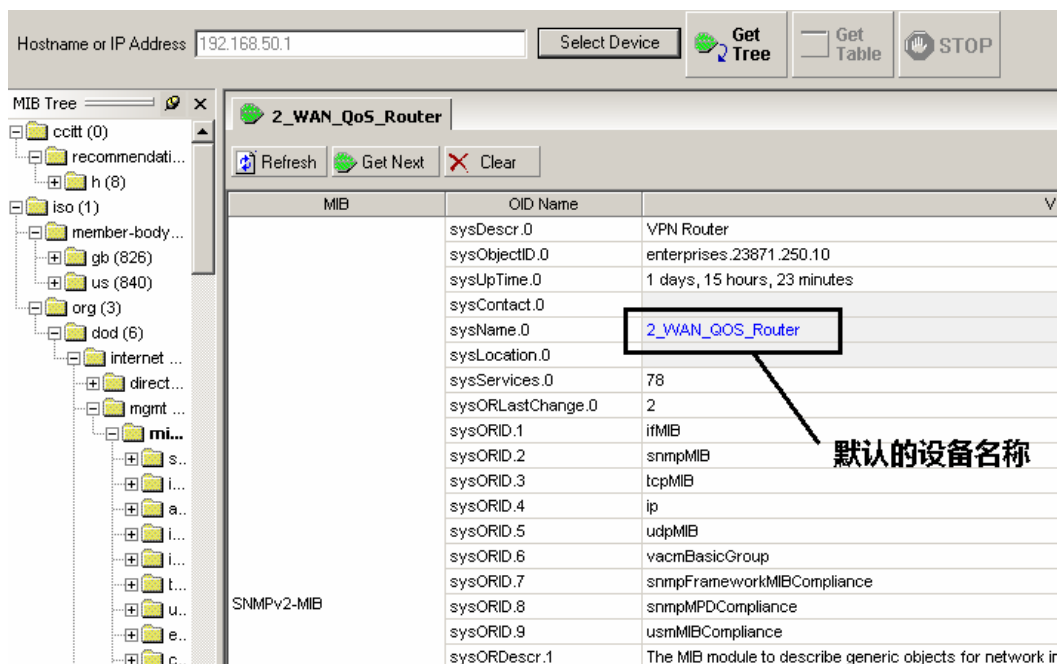 Hostname or IP Address 192.168.50.1 Select Device Get Tree Get Table STOP
MIB Tree
ccitt (0)
recommendati...
h (8)
iso (1)
member-body...
gb (826)
us (840)
org (3)
dod (6)
internet ...
direct...
mgmt ...
mi...
s..
i...
a..
i...
i...
t...
u..
e..
c..
2_WAN_QoS_Router
Refresh Get Next Clear
MIB OID Name V
sysDescr.0 VPN Router
sysObjectID.0 enterprises.23871.250.10
sysUpTime.0 1 days, 15 hours, 23 minutes
sysContact.0
sysName.0 2_WAN_QOS_Router
sysLocation.0
sysServices.0 78
sysORLastChange.0 2
sysORID.1 ifMIB
sysORID.2 snmpMIB
默认的设备名称
sysORID.3 tcpMIB
sysORID.4 ip
sysORID.5 udpMIB
sysORID.6 vacmBasicGroup
sysORID.7 snmpFrameworkMIBCompliance
SNMPv2-MIB
sysORID.8 snmpMPDCompliance
sysORID.9 usmMIBCompliance
sysORDescr.1 The MIB module to describe generic objects for network in